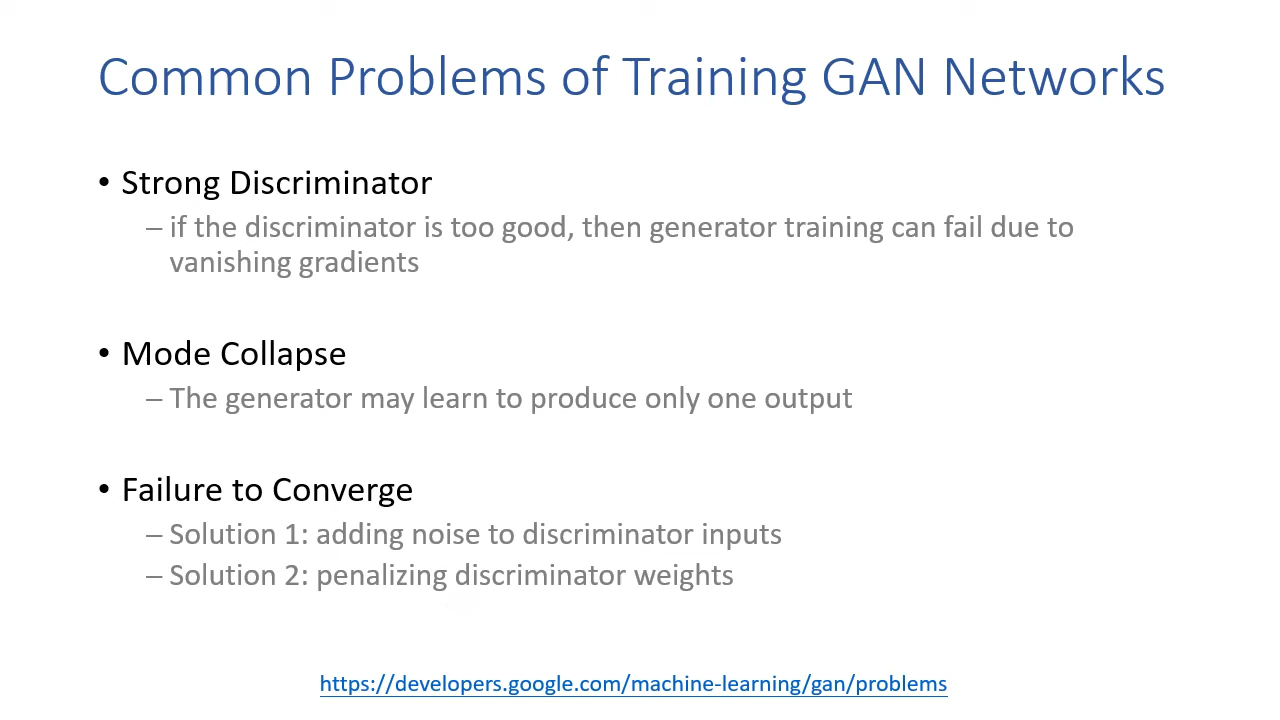 Common Problems of Training GAN Networks
• Strong Discriminator
– if the discriminator is too good, then generator training can fail due to
vanishing gradients
• Mode Collapse
– The generator may learn to produce only one output
• Failure to Converge
– Solution 1: adding noise to discriminator inputs
– Solution 2: penalizing discriminator weights
https://developers.google.com/machine-learning/gan/problems